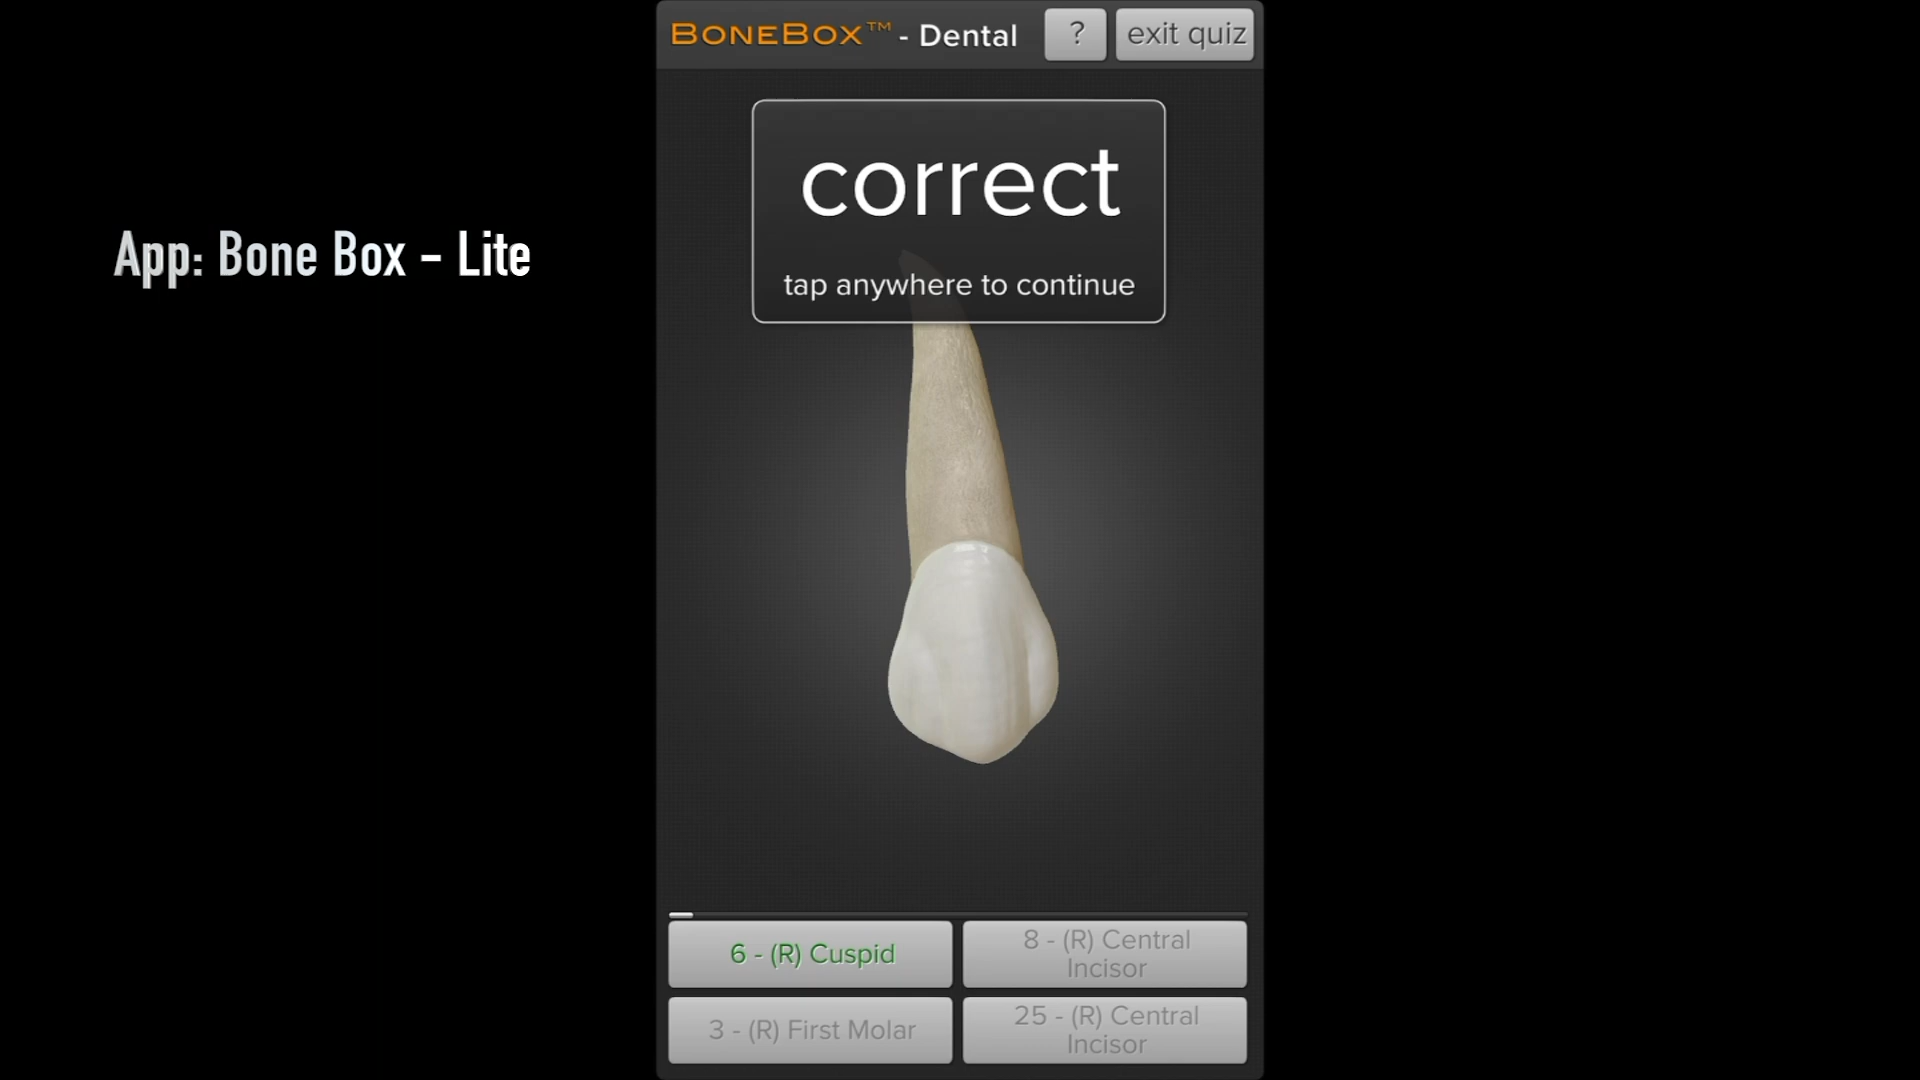 BONEBOX™ - Dental
?
exit quiz
correct
tap anywhere to continue
App: Bone Box - Lite
6 - (R) Cuspid
8 - (R) Central
Incisor
3 - (R) First Molar
25 - (R) Central
Incisor